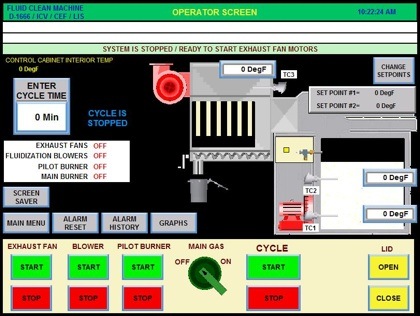 FLUID CLEAN MACHINE
D-1666 / ICV / CEF / LIS
OPERATOR SCREEN
10:22:24 AM
SYSTEM IS STOPPED / READY TO START EXHAUST FAN MOTORS
CONTROL CABINET INTERIOR TEMP
0 DegF
0 DegF
TC3
CHANGE
SETPOINTS
ENTER
CYCLE TIME
0 Min
SET POINT #1= 0 DegF
SET POINT #2= 0 DegF
CYCLE IS
STOPPED
EXHAUST FANS OFF
FLUIDIZATION BLOWERS OFF
PILOT BURNER OFF
MAIN BURNER OFF
0 DegF
TC2
SCREEN
SAVER
0 DegF
MAIN MENU
ALARM
RESET
ALARM
HISTORY
GRAPHS
TC1
EXHAUST FAN
BLOWER
PILOT BURNER
MAIN GAS
CYCLE
LID
OFF
ON
START
START
START
START
OPEN
STOP
STOP
STOP
STOP
CLOSE